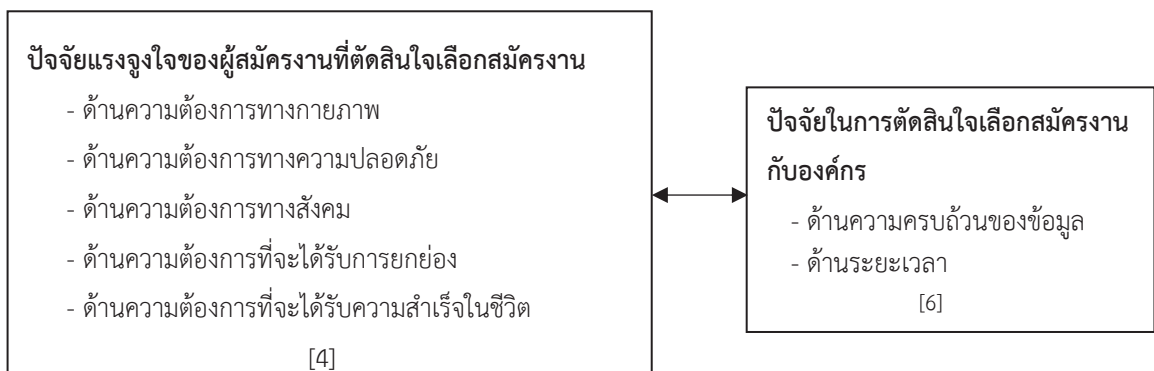 ปัจจัยแรงจูงใจของผู้สมัครงานที่ตัดสินใจเลือกสมัครงาน
- ด้านความต้องการทางกายภาพ
- ด้านความต้องการทางความปลอดภัย
- ด้านความต้องการทางสังคม
- ด้านความต้องการที่จะได้รับการยกย่อง
- ด้านความต้องการที่จะได้รับความสำเร็จในชีวิต
[4]
ปัจจัยในการตัดสินใจเลือกสมัครงาน
กับองค์กร
- ด้านความครบถ้วนของข้อมูล
- ด้านระยะเวลา
[6]